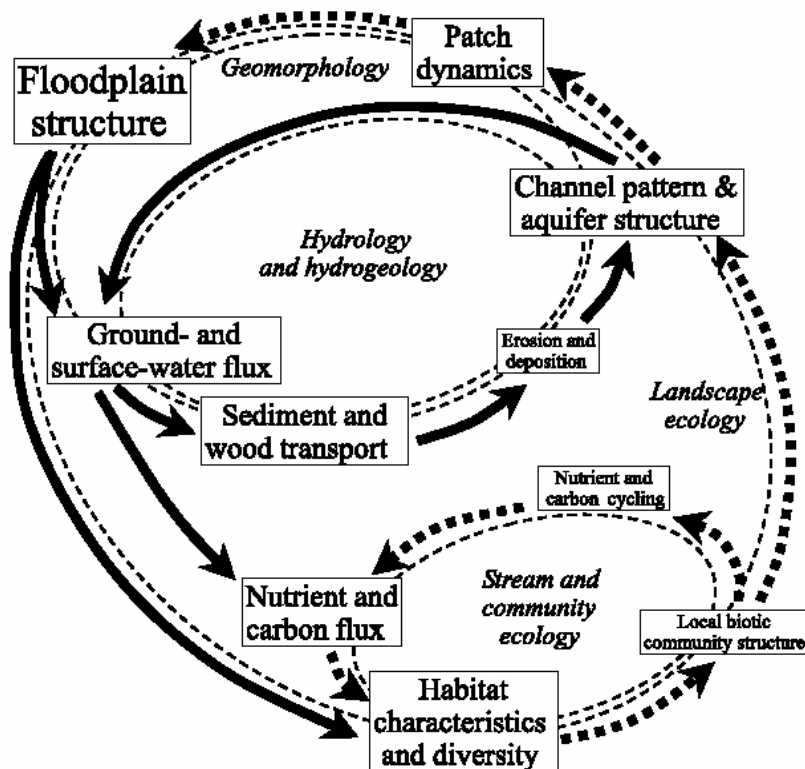 Patch
dynamics
Geomorphology
Floodplain
structure
Channel pattern &
aquifer structure
Hydrology
and hydrogeology
Ground- and
surface-water flux
Erosion and
deposition
Sediment and
wood transport
Landscape
ecology
Nutrient and
carbon cycling
Stream and
community
ecology
Nutrient and
carbon flux
Local biotic
community structure
Habitat
characteristics
and diversity